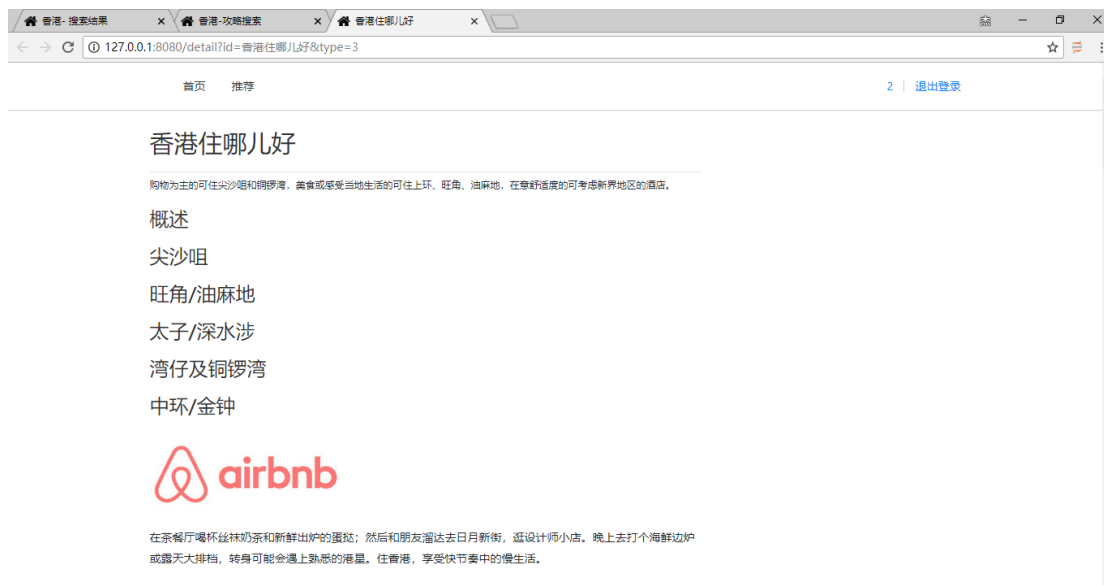 香港- 搜索结果
香港-攻略搜索
香港住哪儿好
127.0.0.1:8080/detail?id=香港住哪儿好&type=3
首页 推荐 2 退出登录
香港住哪儿好
购物为主的可住尖沙咀和铜锣湾，美食或感受当地生活的可住上环、旺角、油麻地，在意舒适度的可考虑新界地区的酒店。
概述
尖沙咀
旺角/油麻地
太子/深水涉
湾仔及铜锣湾
中环/金钟
airbnb
在茶餐厅喝杯丝袜奶茶和新鲜出炉的蛋挞；然后和朋友溜达去日月新街，逛设计师小店。晚上去打个海鲜边炉
或露天大排档，转身可能会遇上熟悉的港星。住香港，享受快节奏中的慢生活。